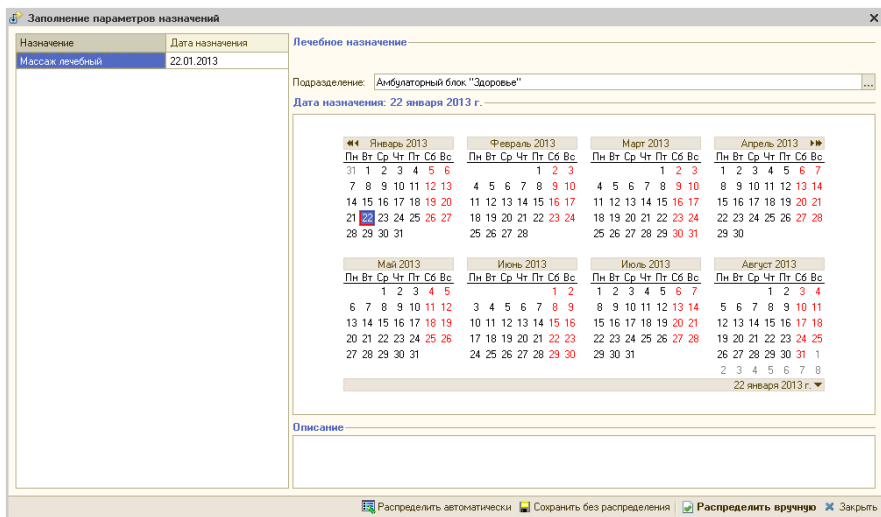 Заполнение параметров назначений
Назначение Дата назначения
Массаж лечебный 22.01.2013
Лечебное назначение
Подразделение: Амбулаторный блок "Здоровье" ...
Дата назначения: 22 января 2013 г.
Январь 2013 Февраль 2013 Март 2013 Апрель 2013
Пн Вт Ср Чт Пт Сб Вс Пн Вт Ср Чт Пт Сб Вс Пн Вт Ср Чт Пт Сб Вс Пн Вт Ср Чт Пт Сб Вс
31 1 2 3 4 5 6 1 2 3 1 2 3 1 2 3 4 5 6 7
7 8 9 10 11 12 13 4 5 6 7 8 9 10 4 5 6 7 8 9 10 8 9 10 11 12 13 14
14 15 16 17 18 19 20 11 12 13 14 15 16 17 11 12 13 14 15 16 17 15 16 17 18 19 20 21
21 22 23 24 25 26 27 18 19 20 21 22 23 24 18 19 20 21 22 23 24 22 23 24 25 26 27 28
28 29 30 31 25 26 27 28 25 26 27 28 29 30 31 29 30
Май 2013 Июнь 2013 Июль 2013 Август 2013
Пн Вт Ср Чт Пт Сб Вс Пн Вт Ср Чт Пт Сб Вс Пн Вт Ср Чт Пт Сб Вс Пн Вт Ср Чт Пт Сб Вс
1 2 3 4 5 1 2 1 2 3 4 5 6 7 1 2 3 4
6 7 8 9 10 11 12 3 4 5 6 7 8 9 8 9 10 11 12 13 14 5 6 7 8 9 10 11
13 14 15 16 17 18 19 10 11 12 13 14 15 16 15 16 17 18 19 20 21 12 13 14 15 16 17 18
20 21 22 23 24 25 26 17 18 19 20 21 22 23 22 23 24 25 26 27 28 19 20 21 22 23 24 25
27 28 29 30 31 24 25 26 27 28 29 30 29 30 31 26 27 28 29 30 31 1
2 3 4 5 6 7 8
22 января 2013 г.
Описание
Распределить автоматически Сохранить без распределения Распределить вручную Закрыть